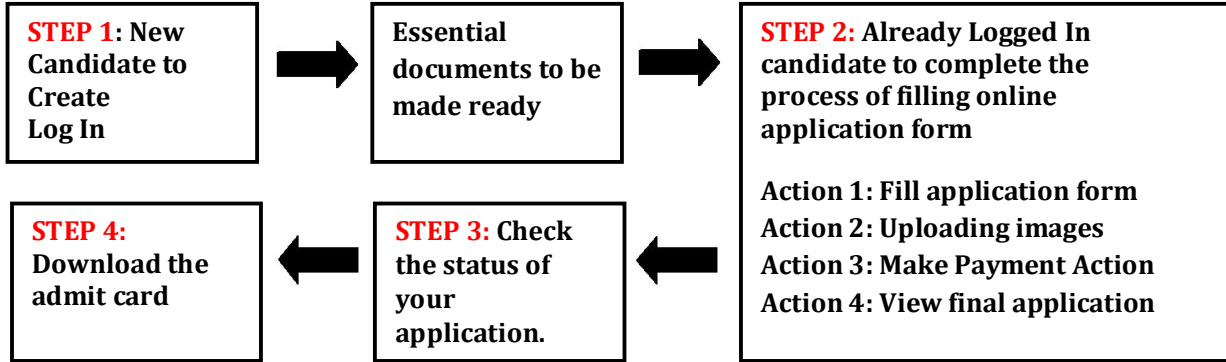 STEP 1: New
Candidate to
Create
Log In
Essential
documents to be
made ready
STEP 2: Already Logged In
candidate to complete the
process of filling online
application form
Action 1: Fill application form
Action 2: Uploading images
Action 3: Make Payment Action
Action 4: View final application
STEP 3: Check
the status of
your
application.
STEP 4:
Download the
admit card